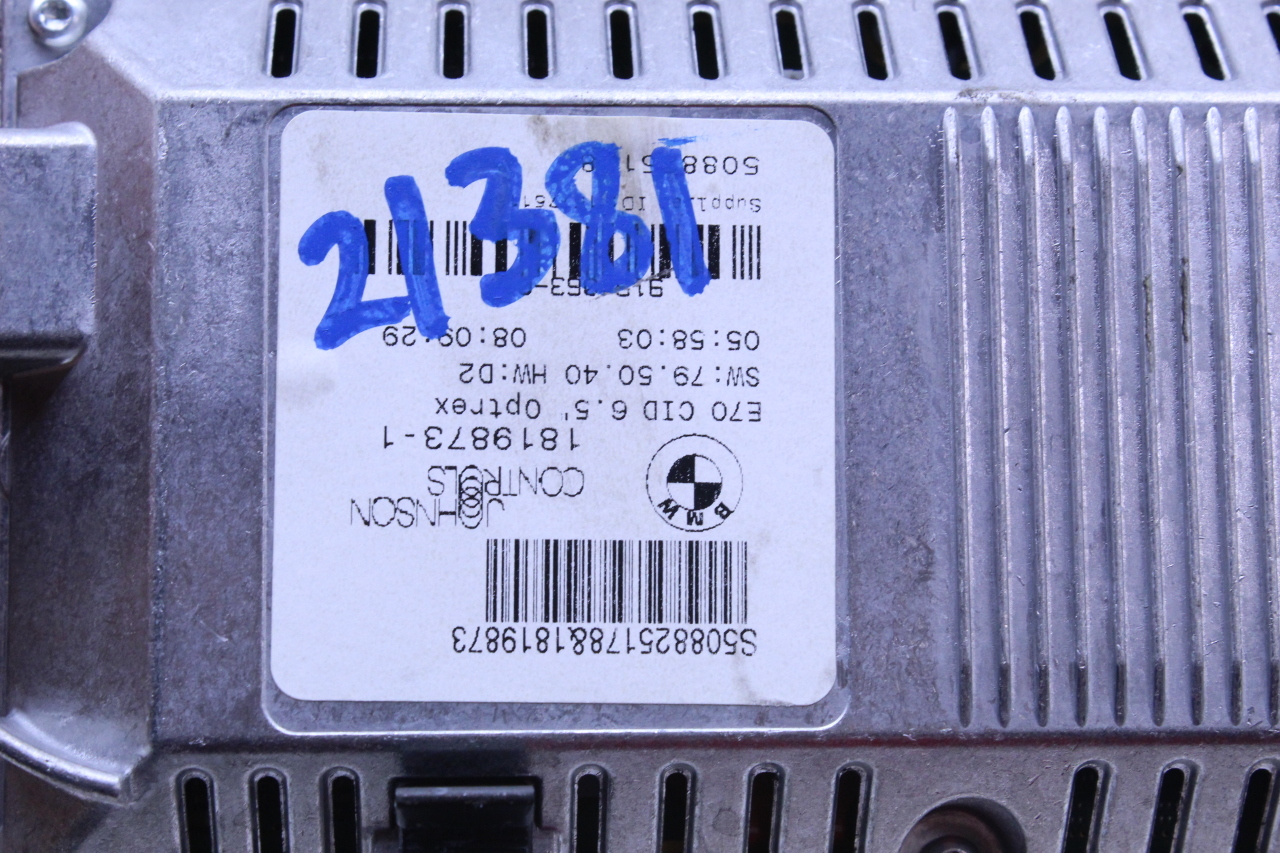 21381
S508825178&1819873
JOHNSON
CONTROLS
BMW
1819873-1
E70 CID 6.5' Optrex
SW:79.50.40 HW:D2
05:58:03 08:09:29